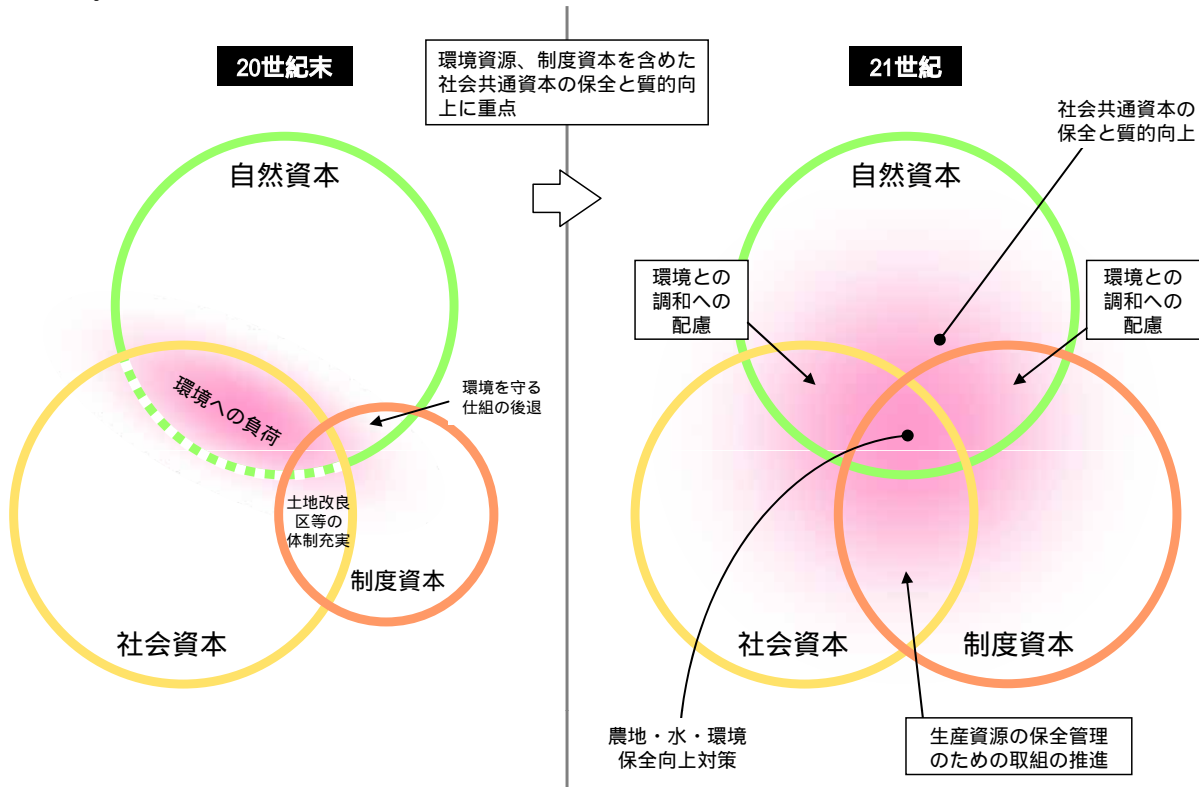 20世紀末
環境資源、制度資本を含めた
社会共通資本の保全と質的向
上に重点
21世紀
自然資本
環境への負荷
環境を守る
仕組の後退
土地改良
区等の
体制充実
制度資本
社会資本
社会共通資本の
保全と質的向上
自然資本
環境との
調和への
配慮
環境との
調和への
配慮
社会資本
制度資本
農地・水・環境
保全向上対策
生産資源の保全管理
のための取組の推進